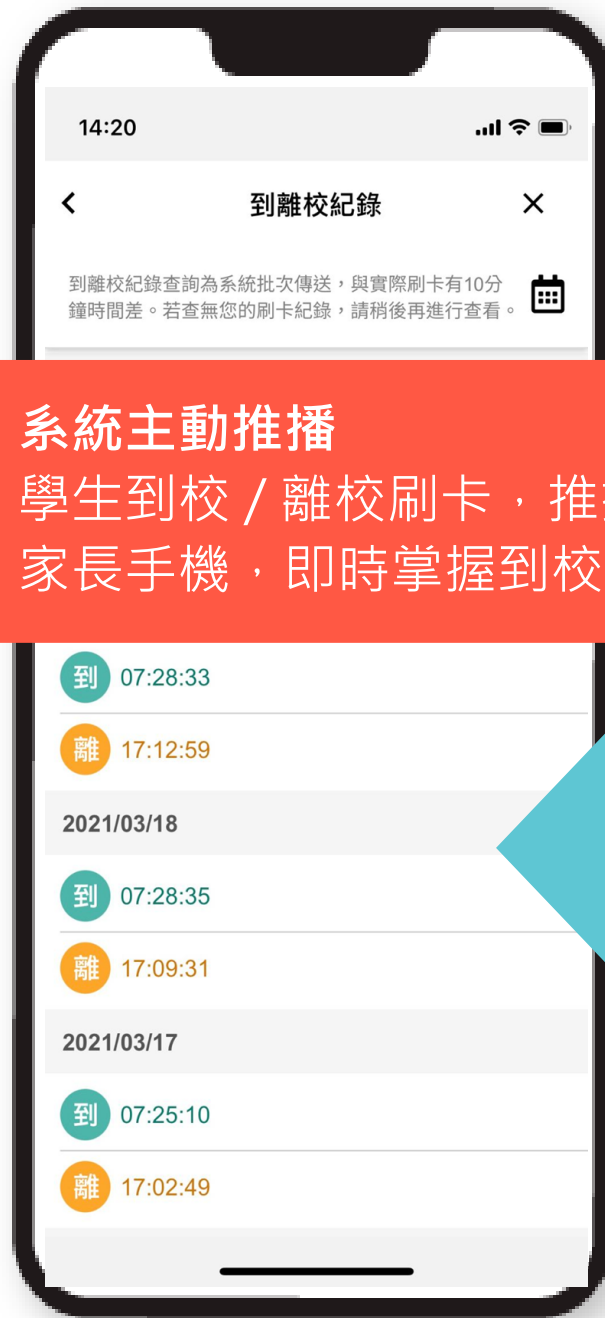 14:20
到離校紀錄
到離校紀錄查詢為系統批次傳送，與實際刷卡有10分
鐘時間差。若查無您的刷卡紀錄，請稍後再進行查看。
系統主動推播
學生到校 / 離校刷卡，推
家長手機，即時掌握到校
到 07:28:33
離 17:12:59
2021/03/18
到 07:28:35
離 17:09:31
2021/03/17
到 07:25:10
離 17:02:49